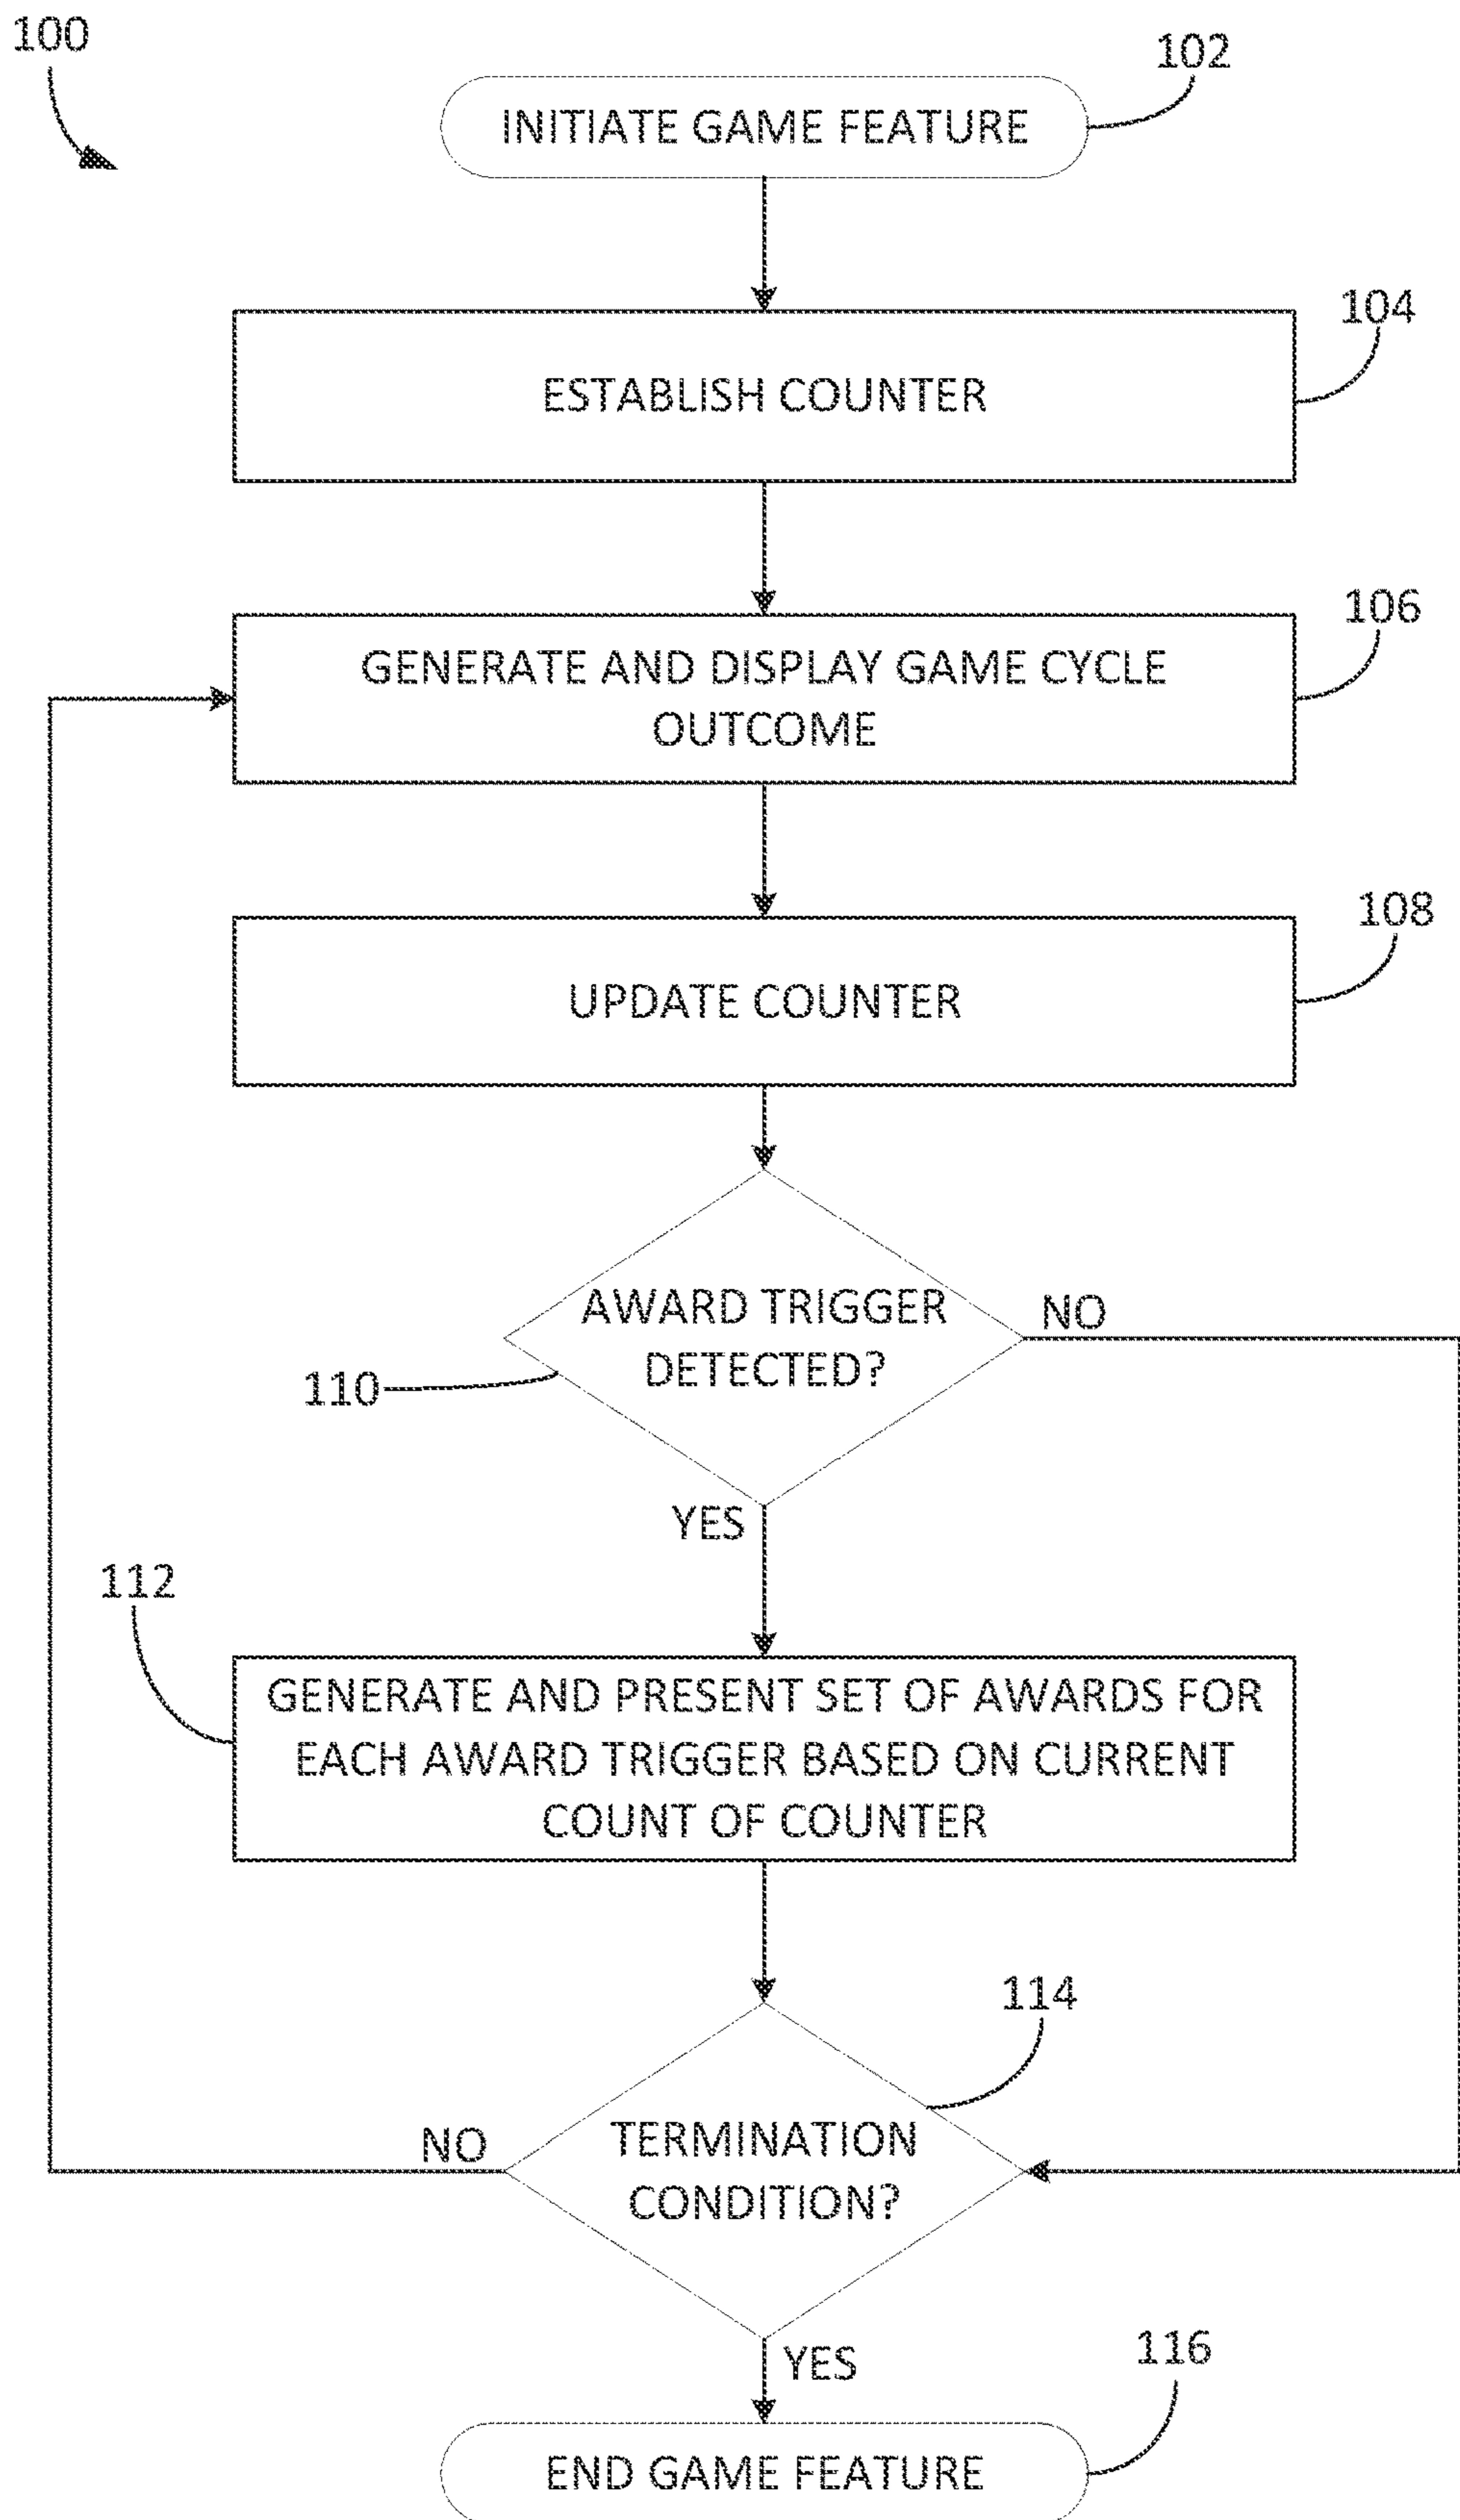 100
102
INITIATE GAME FEATURE
104
ESTABLISH COUNTER
106
GENERATE AND DISPLAY GAME CYCLE
OUTCOME
108
UPDATE COUNTER
AWARD TRIGGER
DETECTED?
NO
110
YES
112
GENERATE AND PRESENT SET OF AWARDS FOR
EACH AWARD TRIGGER BASED ON CURRENT
COUNT OF COUNTER
114
NO
TERMINATION
CONDITION?
YES
116
END GAME FEATURE